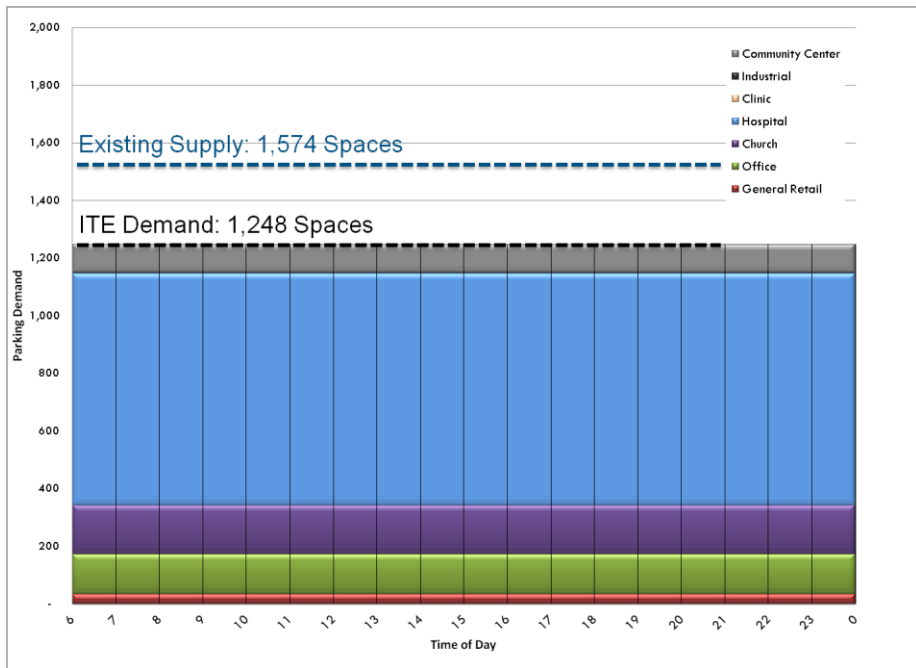 2,000
1,800
1,600
1,400
1,200
1,000
800
600
400
200
-
Parking Demand
Existing Supply: 1,574 Spaces
ITE Demand: 1,248 Spaces
Community Center
Industrial
Clinic
Hospital
Church
Office
General Retail
6 7 8 9 10 11 12 13 14 15 16 17 18 19 20 21 22 23 0
Time of Day